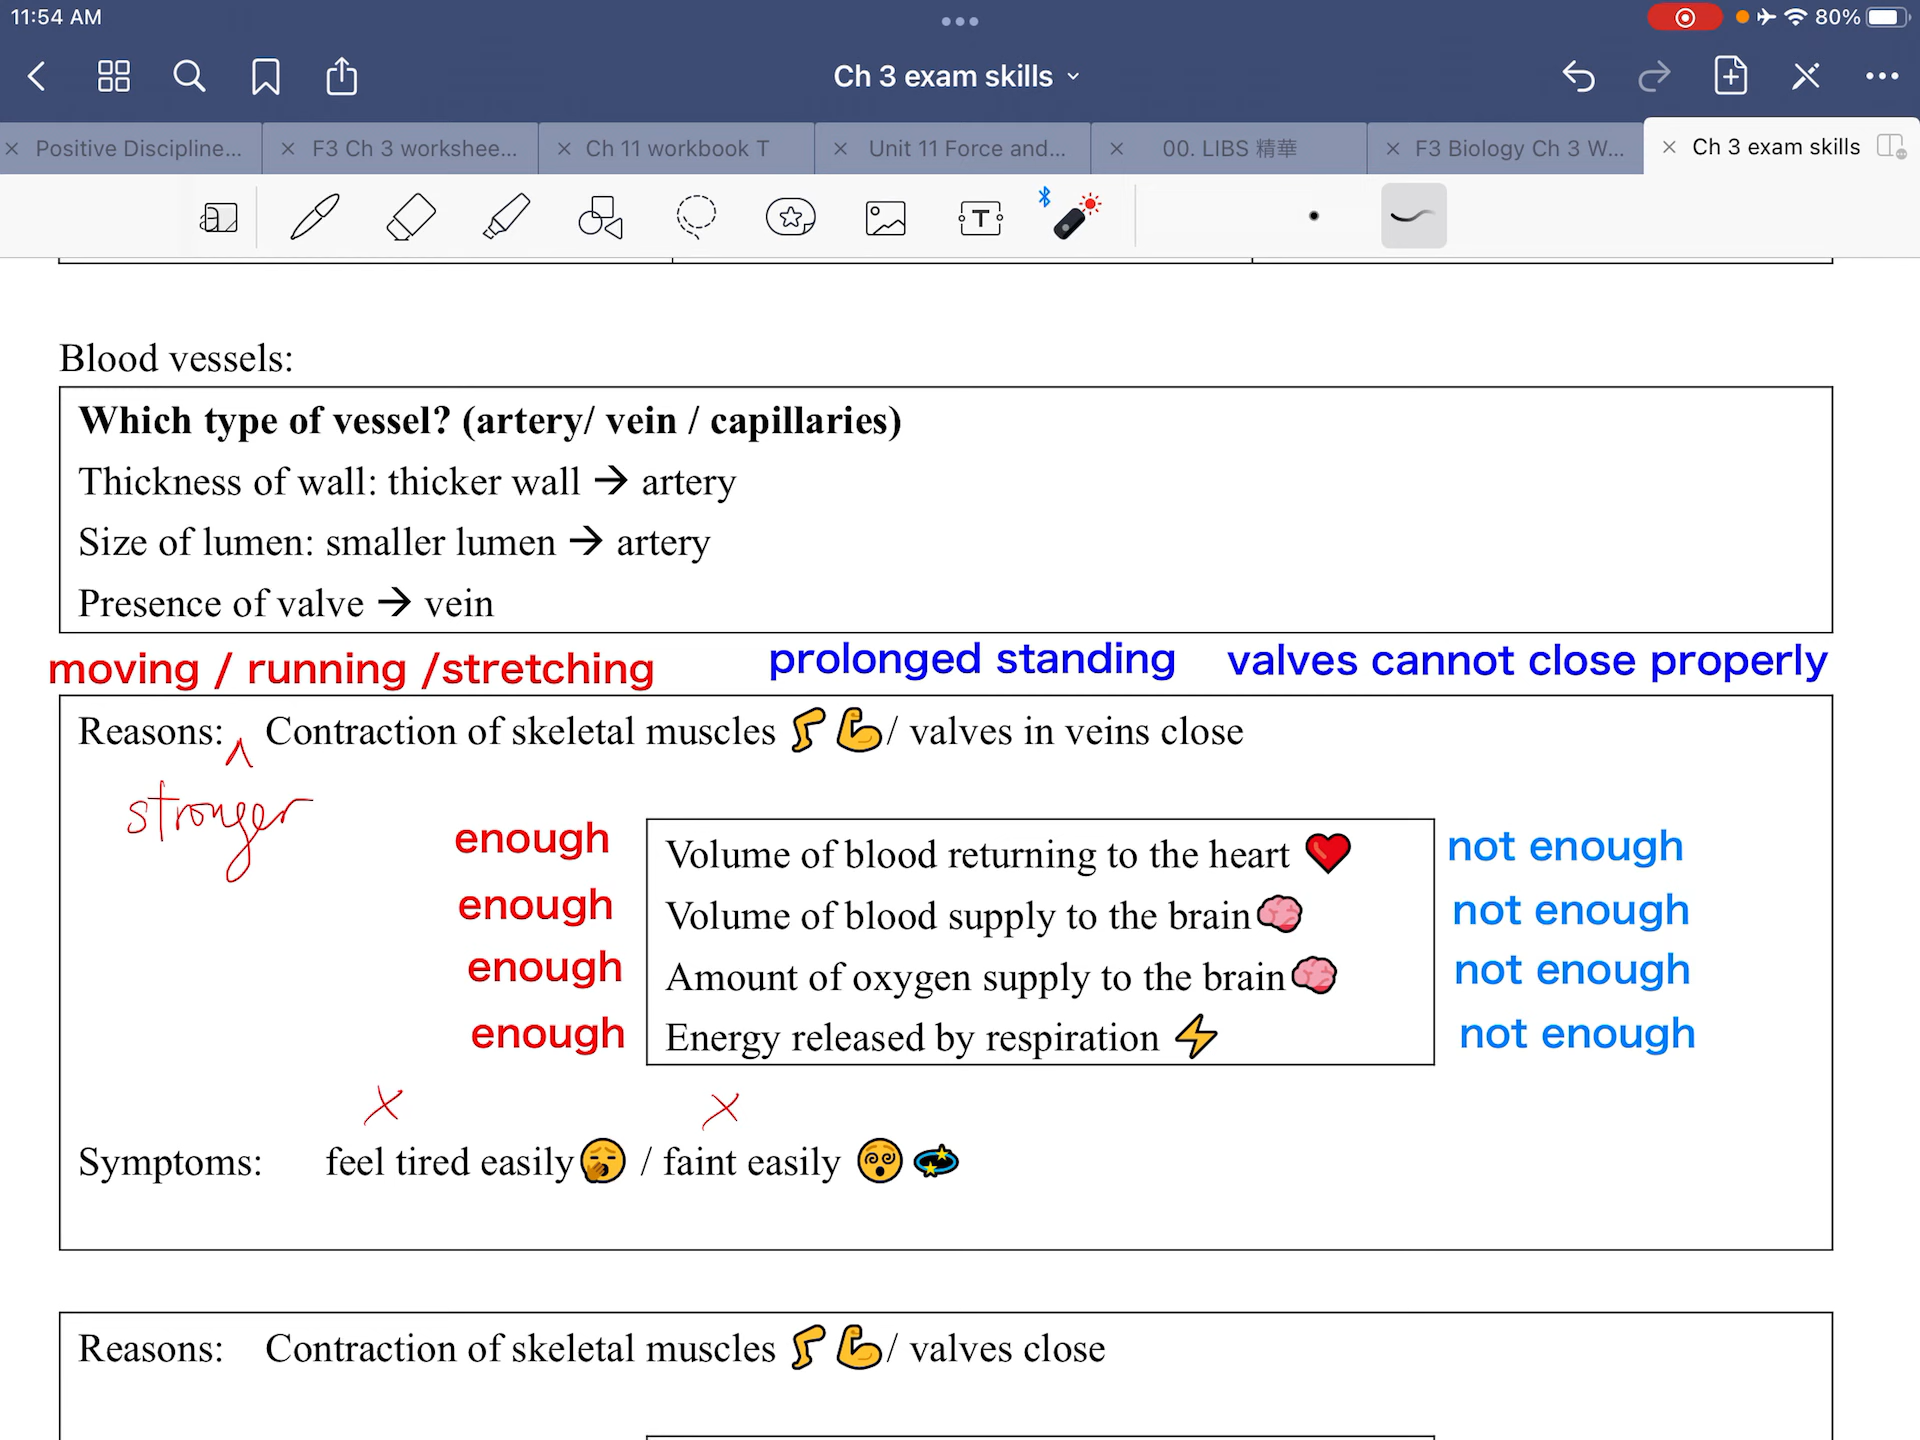 11:54 AM
80%
Ch 3 exam skills
Positive Discipline...
F3 Ch 3 workshee...
Ch 11 workbook T
Unit 11 Force and...
00. LIBS 精華
F3 Biology Ch 3 W...
Ch 3 exam skills
Blood vessels:
Which type of vessel? (artery/ vein / capillaries)
Thickness of wall: thicker wall → artery
Size of lumen: smaller lumen → artery
Presence of valve → vein
moving / running /stretching
prolonged standing
valves cannot close properly
Reasons: Contraction of skeletal muscles 🦵💪/ valves in veins close
stronger
enough Volume of blood returning to the heart ❤️ not enough
enough Volume of blood supply to the brain🧠 not enough
enough Amount of oxygen supply to the brain🧠 not enough
enough Energy released by respiration ⚡ not enough
Symptoms: feel tired easily🥱 / faint easily 😵‍💫 💫
Reasons: Contraction of skeletal muscles 🦵💪/ valves close